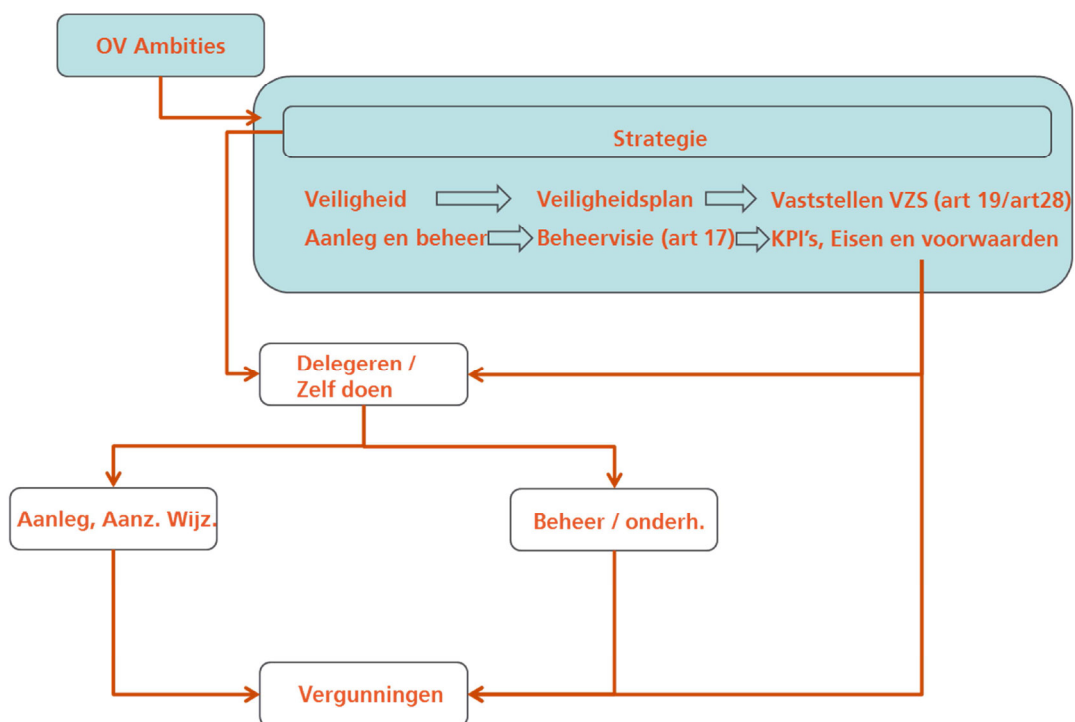 OV Ambities
Strategie
Veiligheid Veiligheidsplan Vaststellen VZS (art 19/art28)
Aanleg en beheer Beheervisie (art 17) KPI's, Eisen en voorwaarden
Delegeren /
Zelf doen
Aanleg, Aanz. Wijz.
Beheer / onderh.
Vergunningen